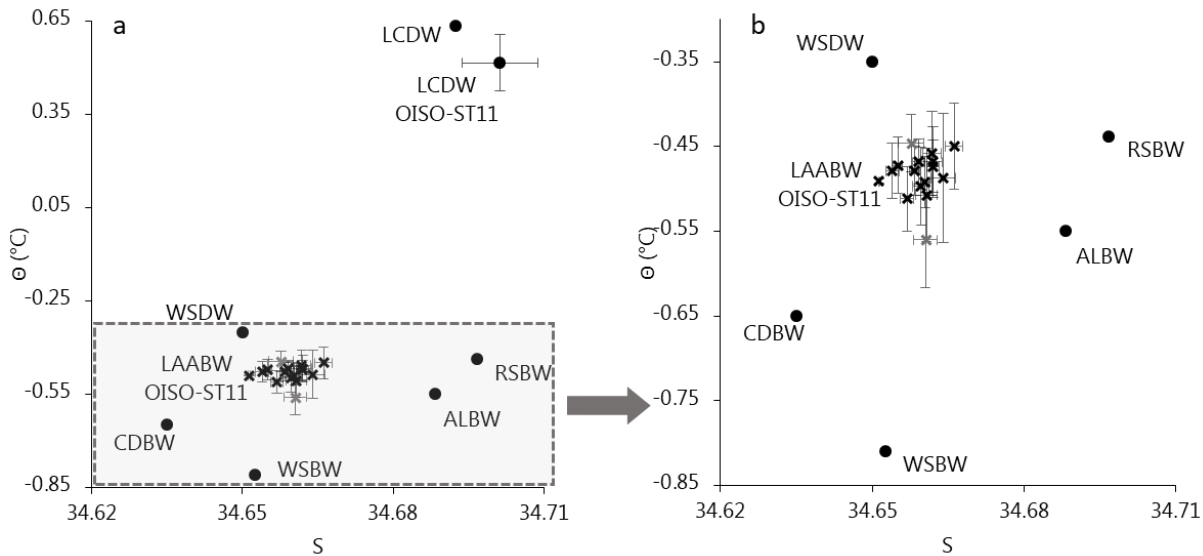 a
0.65
0.35
0.05
-0.25
-0.55
-0.85
Θ (°C)
LCDW
LCDW
OISO-ST11
WSDW
LAABW
OISO-ST11
RSBW
ALBW
CDBW
WSBW
34.62
34.65
34.68
34.71
S
b
-0.35
-0.45
-0.55
-0.65
-0.75
-0.85
Θ (°C)
WSDW
LAABW
OISO-ST11
RSBW
ALBW
CDBW
WSBW
34.62
34.65
34.68
34.71
S